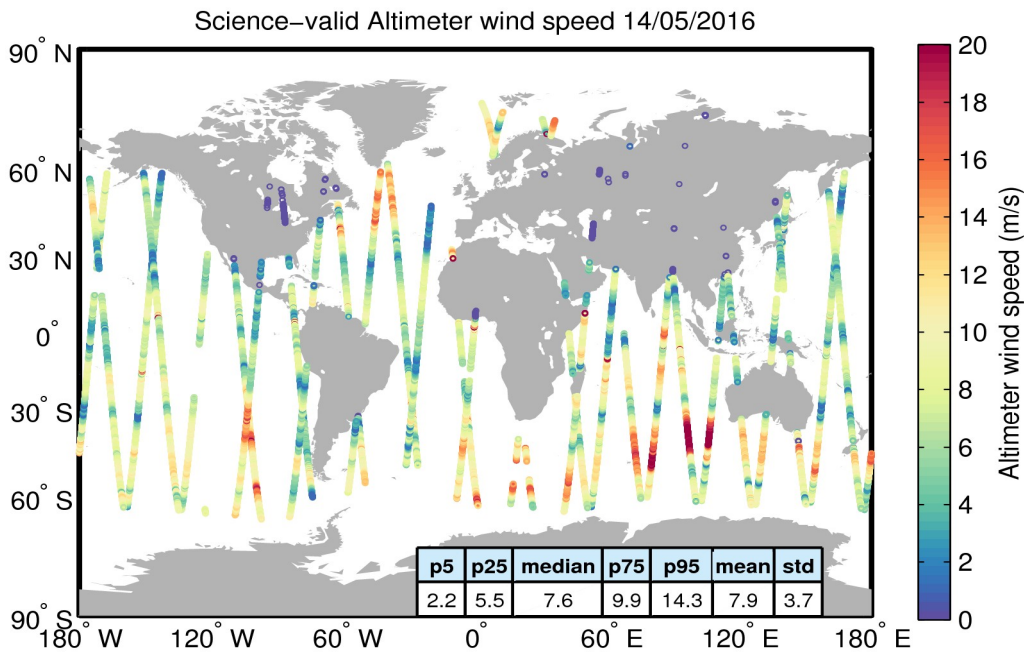 Science−valid Altimeter wind speed 14/05/2016
90° N
60° N
30° N
0°
30° S
60° S
90° S
180° W
120° W
60° W
0°
60° E
120° E
180° E
p5 p25 median p75 p95 mean std
2.2 5.5 7.6 9.9 14.3 7.9 3.7
20
18
16
14
12
10
8
6
4
2
0
Altimeter wind speed (m/s)